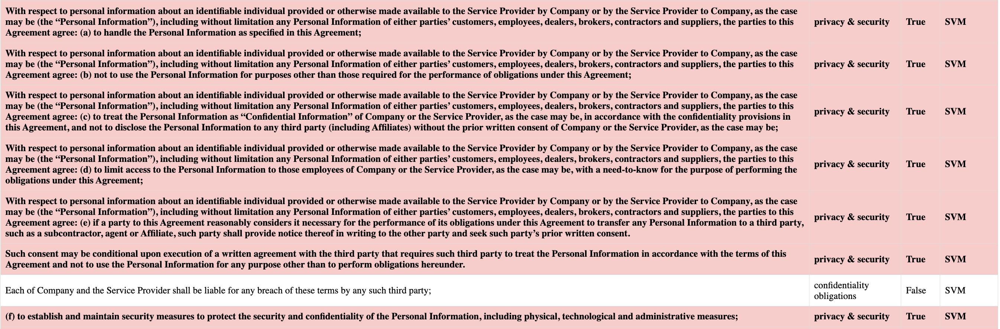 With respect to personal information about an identifiable individual provided or otherwise made available to the Service Provider by Company or by the Service Provider to Company, as the case
may be (the “Personal Information”), including without limitation any Personal Information of either parties’ customers, employees, dealers, brokers, contractors and suppliers, the parties to this
Agreement agree: (a) to handle the Personal Information as specified in this Agreement;
privacy & security
True
SVM
With respect to personal information about an identifiable individual provided or otherwise made available to the Service Provider by Company or by the Service Provider to Company, as the case
may be (the “Personal Information”), including without limitation any Personal Information of either parties’ customers, employees, dealers, brokers, contractors and suppliers, the parties to this
Agreement agree: (b) not to use the Personal Information for purposes other than those required for the performance of obligations under this Agreement;
privacy & security
True
SVM
With respect to personal information about an identifiable individual provided or otherwise made available to the Service Provider by Company or by the Service Provider to Company, as the case
may be (the “Personal Information”), including without limitation any Personal Information of either parties’ customers, employees, dealers, brokers, contractors and suppliers, the parties to this
Agreement agree: (c) to treat the Personal Information as “Confidential Information” of Company or the Service Provider, as the case may be, in accordance with the confidentiality provisions in
this Agreement, and not to disclose the Personal Information to any third party (including Affiliates) without the prior written consent of Company or the Service Provider, as the case may be;
privacy & security
True
SVM
With respect to personal information about an identifiable individual provided or otherwise made available to the Service Provider by Company or by the Service Provider to Company, as the case
may be (the “Personal Information”), including without limitation any Personal Information of either parties’ customers, employees, dealers, brokers, contractors and suppliers, the parties to this
Agreement agree: (d) to limit access to the Personal Information to those employees of Company or the Service Provider, as the case may be, with a need-to-know for the purpose of performing the
obligations under this Agreement;
privacy & security
True
SVM
With respect to personal information about an identifiable individual provided or otherwise made available to the Service Provider by Company or by the Service Provider to Company, as the case
may be (the “Personal Information”), including without limitation any Personal Information of either parties’ customers, employees, dealers, brokers, contractors and suppliers, the parties to this
Agreement agree: (e) if a party to this Agreement reasonably considers it necessary for the performance of its obligations under this Agreement to transfer any Personal Information to a third party,
such as a subcontractor, agent or Affiliate, such party shall provide notice thereof in writing to the other party and seek such party’s prior written consent.
privacy & security
True
SVM
Such consent may be conditional upon execution of a written agreement with the third party that requires such third party to treat the Personal Information in accordance with the terms of this
Agreement and not to use the Personal Information for any purpose other than to perform obligations hereunder.
privacy & security
True
SVM
Each of Company and the Service Provider shall be liable for any breach of these terms by any such third party;
confidentiality
obligations
False
SVM
(f) to establish and maintain security measures to protect the security and confidentiality of the Personal Information, including physical, technological and administrative measures;
privacy & security
True
SVM